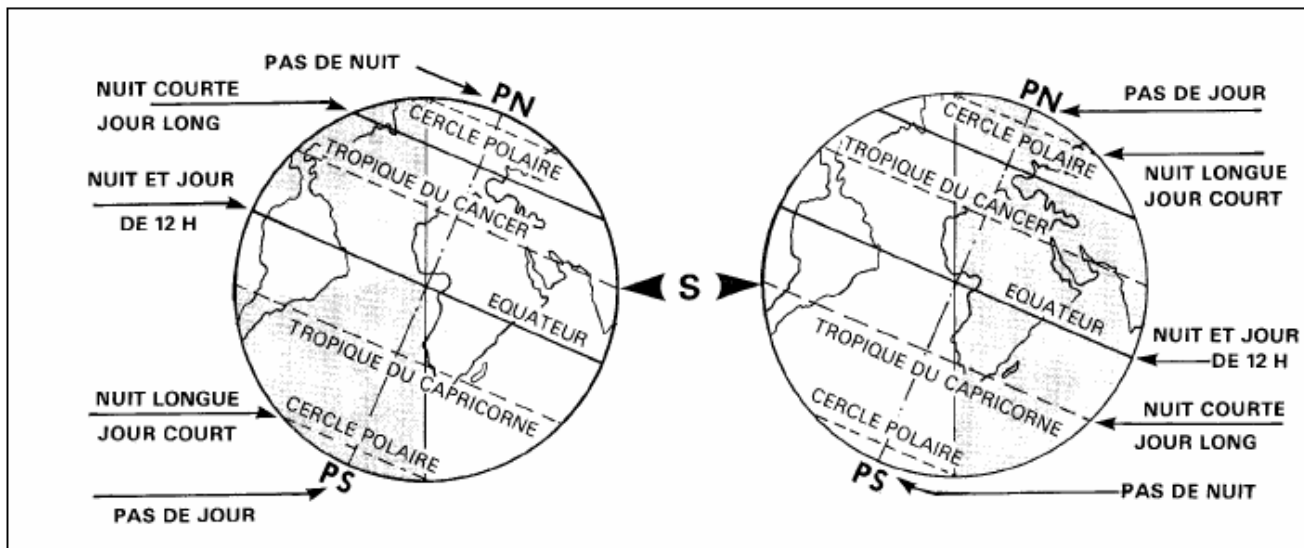 PAS DE NUIT
NUIT COURTE
JOUR LONG
NUIT ET JOUR
DE 12 H
NUIT LONGUE
JOUR COURT
PAS DE JOUR
PN
CERCLE POLAIRE
TROPIQUE DU CANCER
EQUATEUR
TROPIQUE DU CAPRICORNE
CERCLE POLAIRE
PS
S
PN
CERCLE POLAIRE
TROPIQUE DU CANCER
EQUATEUR
TROPIQUE DU CAPRICORNE
CERCLE POLAIRE
PS
PAS DE JOUR
NUIT LONGUE
JOUR COURT
NUIT ET JOUR
DE 12 H
NUIT COURTE
JOUR LONG
PAS DE NUIT